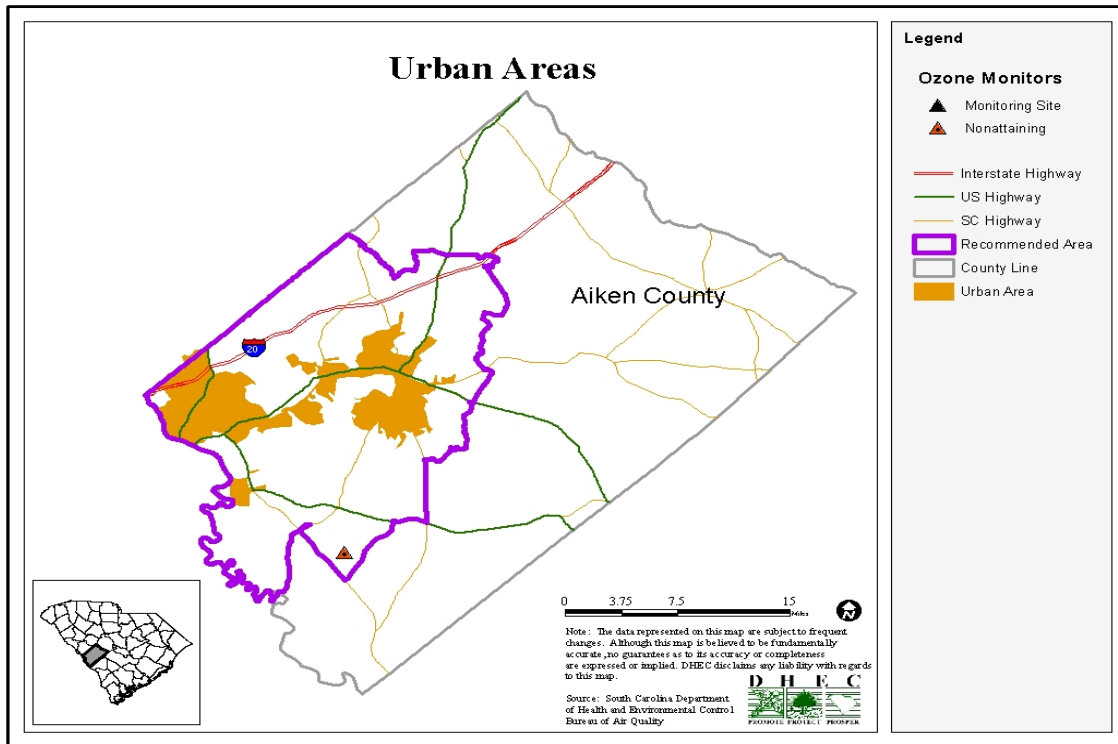 Urban Areas
Aiken County
20
0 3.75 7.5 15
Miles
N
Note: The data represented on this map are subject to frequent
changes. Although this map is believed to be fundamentally
accurate, no guarantees as to its accuracy or completeness
are expressed or implied. DHEC disclaims any liability with regards
to this map.
Source: South Carolina Department
of Health and Environmental Control
Bureau of Air Quality
D H E C
PROMOTE PROTECT PROSPER
Legend
Ozone Monitors
Monitoring Site
Nonattaining
Interstate Highway
US Highway
SC Highway
Recommended Area
County Line
Urban Area